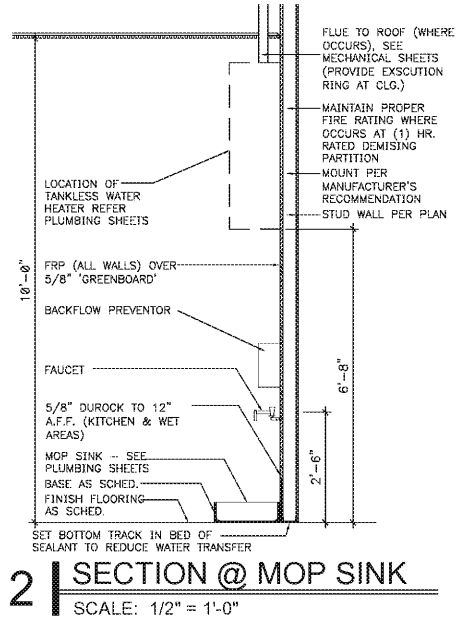 FLUE TO ROOF (WHERE
OCCURS), SEE
MECHANICAL SHEETS
(PROVIDE EXSCUTION
RING AT CLG.)
MAINTAIN PROPER
FIRE RATING WHERE
OCCURS AT (1) HR.
RATED DEMISING
PARTITION
MOUNT PER
MANUFACTURER'S
RECOMMENDATION
STUD WALL PER PLAN
LOCATION OF
TANKLESS WATER
HEATER REFER
PLUMBING SHEETS
10'-0"
FRP (ALL WALLS) OVER
5/8" 'GREENBOARD'
BACKFLOW PREVENTOR
6'-8"
FAUCET
5/8" DUROCK TO 12"
A.F.F. (KITCHEN & WET
AREAS)
2'-6"
MOP SINK - SEE
PLUMBING SHEETS
BASE AS SCHED.
FINISH FLOORING
AS SCHED.
SET BOTTOM TRACK IN BED OF
SEALANT TO REDUCE WATER TRANSFER
2 SECTION @ MOP SINK
SCALE: 1/2" = 1'-0"